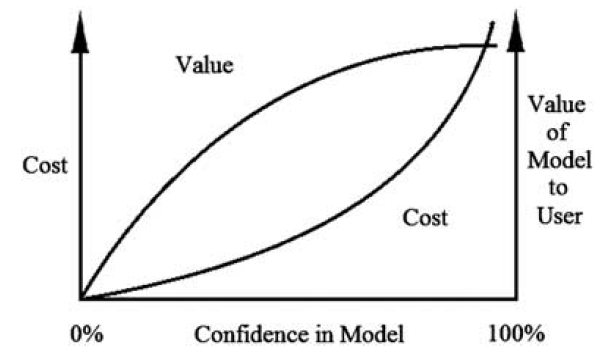 Value
Cost
Value
of
Model
to
User
Cost
0%
Confidence in Model
100%